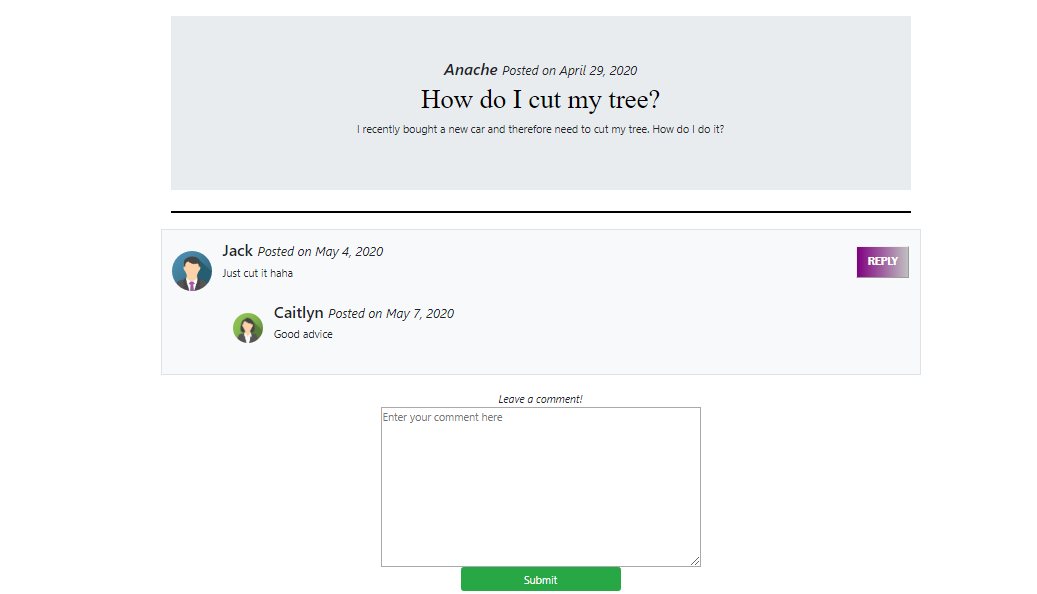 Anache Posted on April 29, 2020
How do I cut my tree?
I recently bought a new car and therefore need to cut my tree. How do I do it?
Jack Posted on May 4, 2020
REPLY
Just cut it haha
Caitlyn Posted on May 7, 2020
Good advice
Leave a comment!
Enter your comment here
Submit